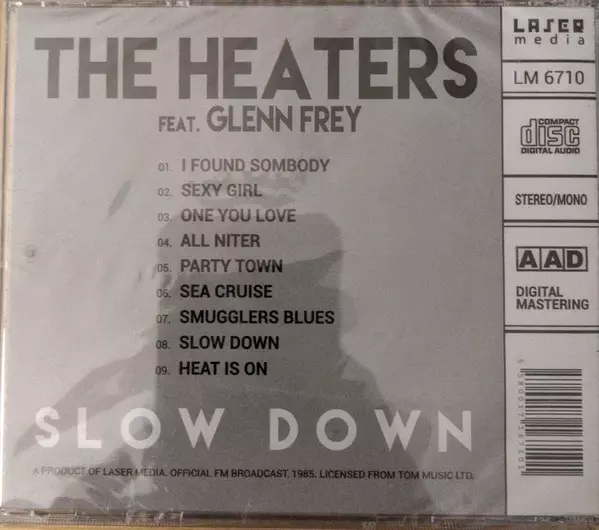 THE HEATERS
FEAT. GLENN FREY
01. I FOUND SOMBODY
02. SEXY GIRL
03. ONE YOU LOVE
04. ALL NITER
05. PARTY TOWN
06. SEA CRUISE
07. SMUGGLERS BLUES
08. SLOW DOWN
09. HEAT IS ON
SLOW DOWN
A PRODUCT OF LASER MEDIA. OFFICIAL FM BROADCAST, 1985. LICENSED FROM TOM MUSIC LTD.
LASER
media
LM 6710
COMPACT
disc
DIGITAL AUDIO
STEREO/MONO
AAD
DIGITAL
MASTERING